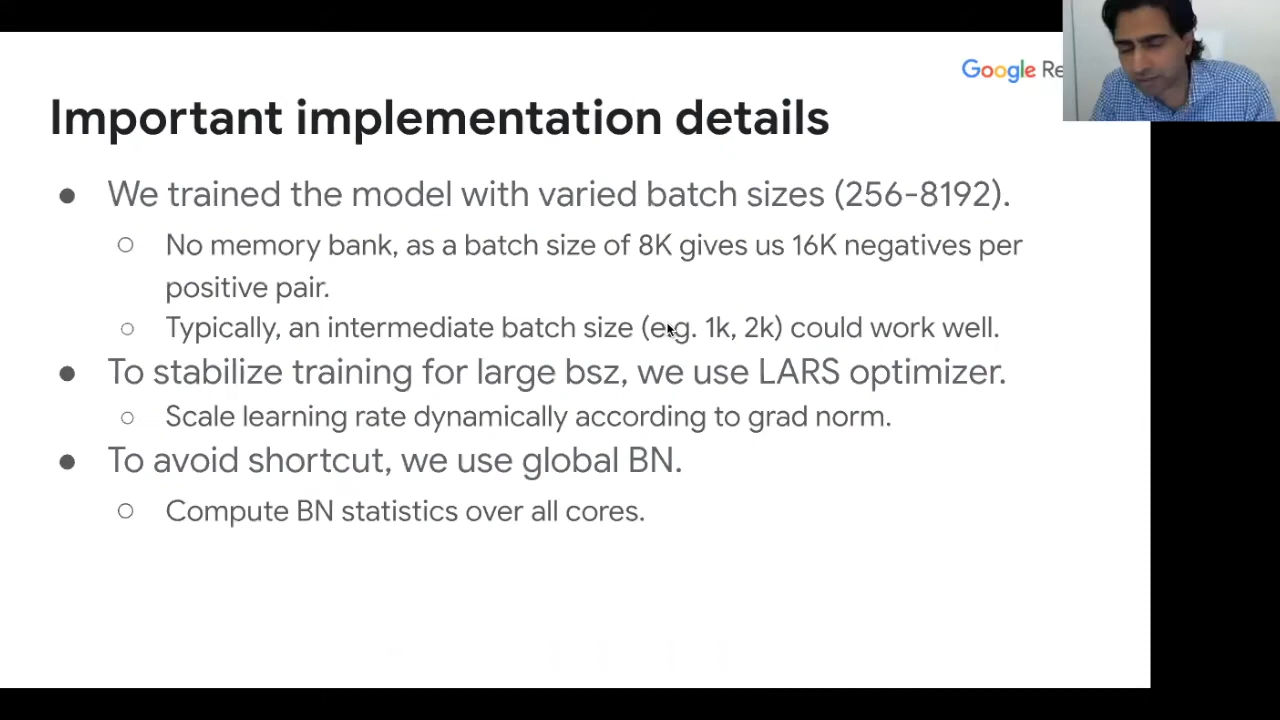 Google Re
Important implementation details
● We trained the model with varied batch sizes (256-8192).
○ No memory bank, as a batch size of 8K gives us 16K negatives per
positive pair.
○ Typically, an intermediate batch size (e.g. 1k, 2k) could work well.
● To stabilize training for large bsz, we use LARS optimizer.
○ Scale learning rate dynamically according to grad norm.
● To avoid shortcut, we use global BN.
○ Compute BN statistics over all cores.